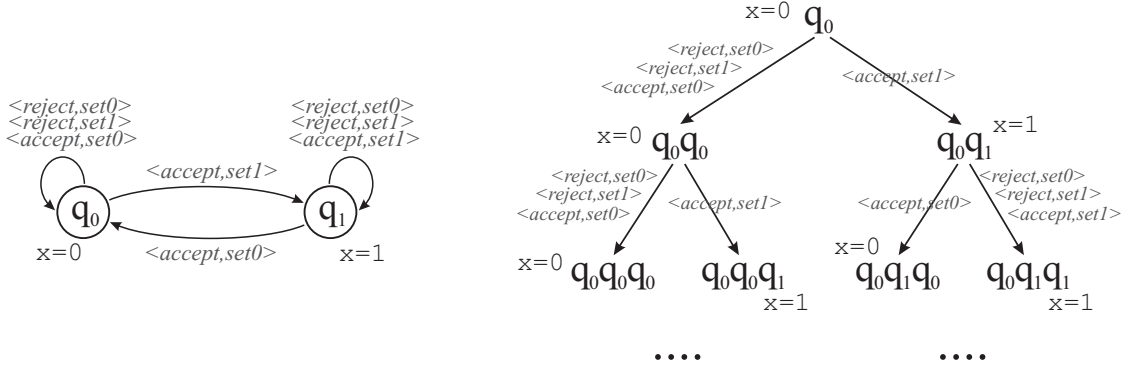 <reject,set0>
<reject,set1>
<accept,set0>
<reject,set0>
<reject,set1>
<accept,set1>
<accept,set1>
q0
q1
x=0
<accept,set0>
x=1
x=0 q0
<reject,set0>
<reject,set1>
<accept,set0>
<accept,set1>
x=0 q0q0
q0q1 x=1
<reject,set0>
<reject,set1>
<accept,set0>
<accept,set1>
<accept,set0>
<reject,set0>
<reject,set1>
<accept,set1>
x=0 q0q0q0
q0q0q1
x=1
x=0
q0q1q0
q0q1q1
x=1
....
....